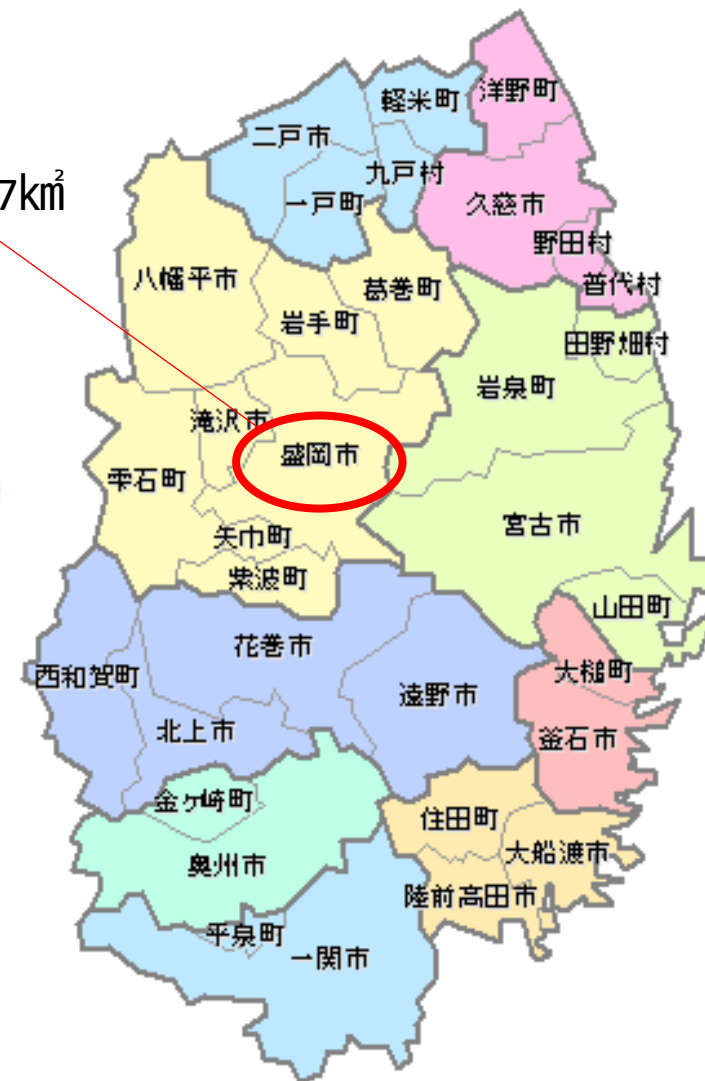 洋野町
軽米町
二戸市
九戸村
7k㎡
一戸町
久慈市
野田村
八幡平市
葛巻町
普代村
岩手町
田野畑村
岩泉町
滝沢市
盛岡市
雫石町
宮古市
矢巾町
紫波町
山田町
花巻市
大槌町
西和賀町
遠野市
北上市
釜石市
金ケ崎町
住田町
大船渡市
奥州市
陸前高田市
平泉町
一関市